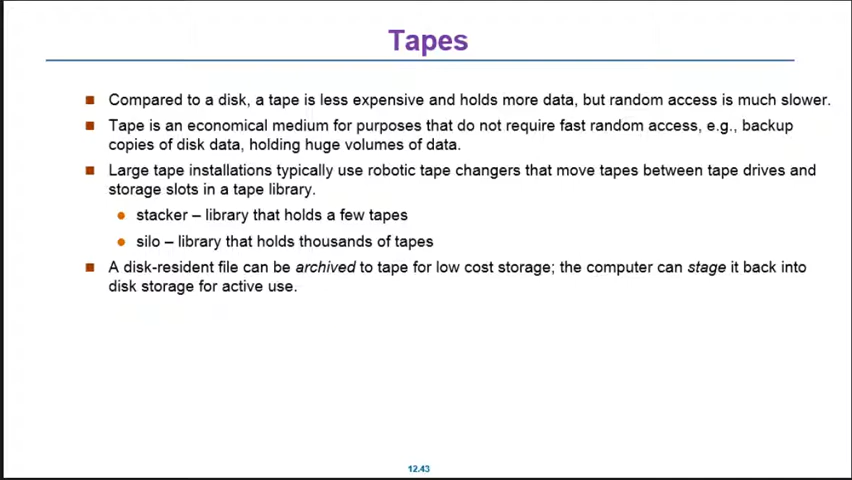 Tapes
Compared to a disk, a tape is less expensive and holds more data, but random access is much slower.
Tape is an economical medium for purposes that do not require fast random access, e.g., backup
copies of disk data, holding huge volumes of data.
Large tape installations typically use robotic tape changers that move tapes between tape drives and
storage slots in a tape library.
stacker – library that holds a few tapes
silo – library that holds thousands of tapes
A disk-resident file can be archived to tape for low cost storage; the computer can stage it back into
disk storage for active use.
12.43